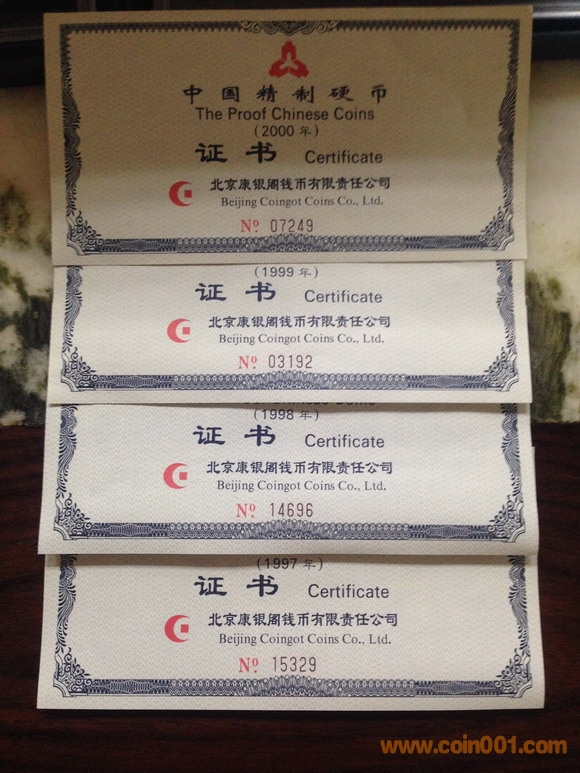 中国精制硬币
The Proof Chinese Coins
(2000年)
证书 Certificate
北京康银阁钱币有限责任公司
Beijing Coingot Coins Co., Ltd.
№ 07249
(1999年)
证书 Certificate
北京康银阁钱币有限责任公司
Beijing Coingot Coins Co., Ltd.
№ 03192
(1998年)
证书 Certificate
北京康银阁钱币有限责任公司
Beijing Coingot Coins Co., Ltd.
№ 14696
(1997年)
证书 Certificate
北京康银阁钱币有限责任公司
Beijing Coingot Coins Co., Ltd.
№ 15329
www.coin001.com